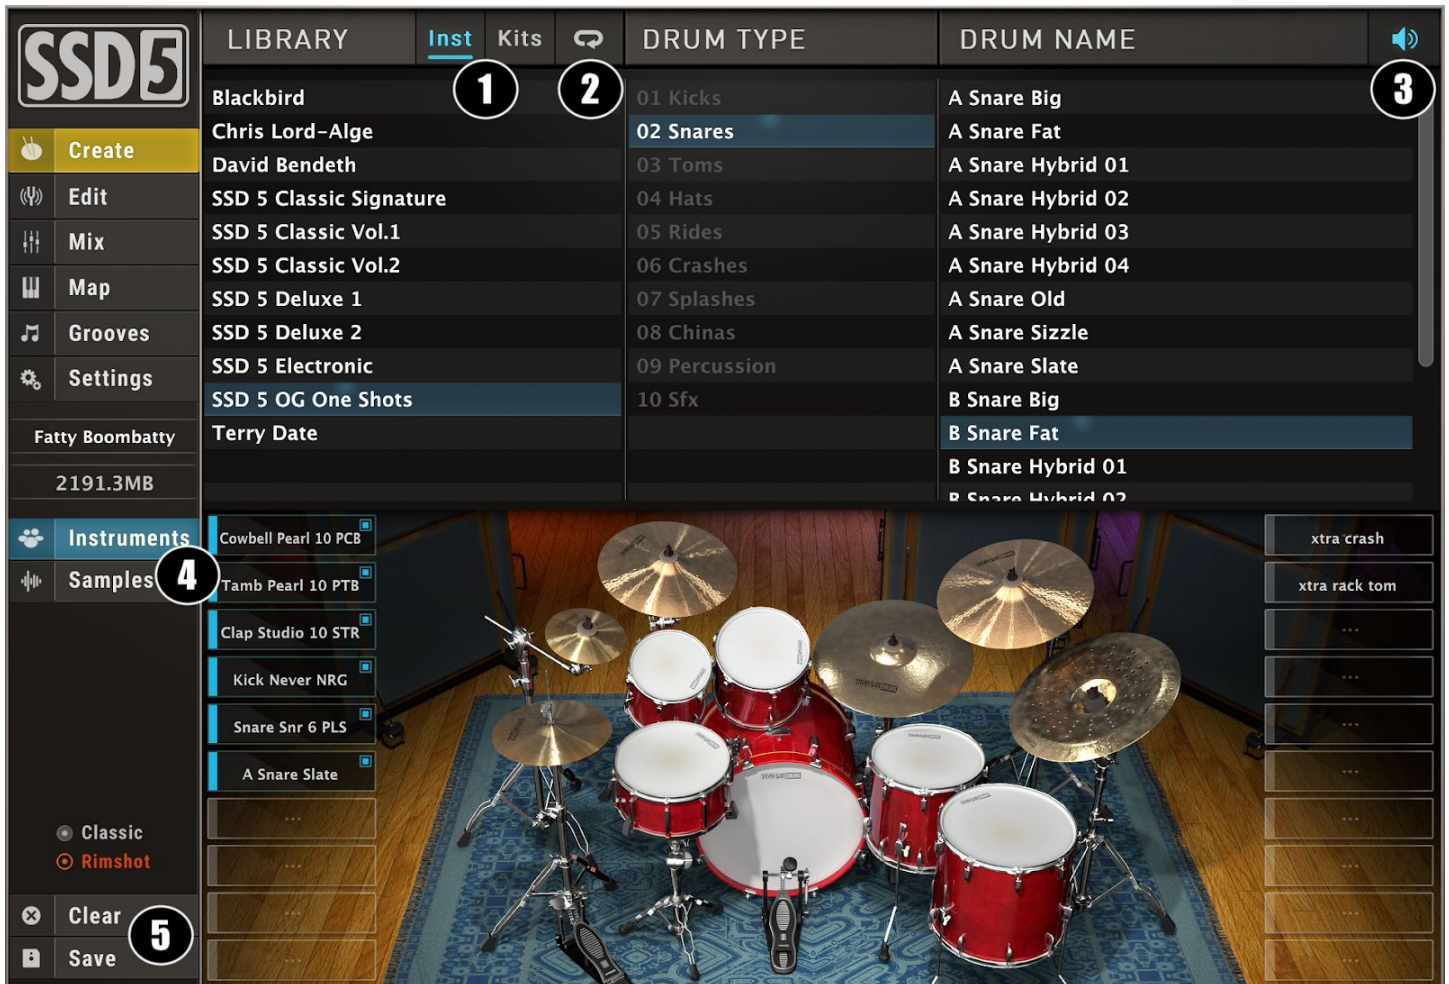 SSD5
LIBRARY
Inst
Kits
DRUM TYPE
DRUM NAME
1
2
3
Create
Edit
Mix
Map
Grooves
Settings
Fatty Boombatty
2191.3MB
Instruments
Samples
4
Classic
Rimshot
Clear
Save
5
Blackbird
Chris Lord-Alge
David Bendeth
SSD 5 Classic Signature
SSD 5 Classic Vol.1
SSD 5 Classic Vol.2
SSD 5 Deluxe 1
SSD 5 Deluxe 2
SSD 5 Electronic
SSD 5 OG One Shots
Terry Date
01 Kicks
02 Snares
03 Toms
04 Hats
05 Rides
06 Crashes
07 Splashes
08 Chinas
09 Percussion
10 Sfx
A Snare Big
A Snare Fat
A Snare Hybrid 01
A Snare Hybrid 02
A Snare Hybrid 03
A Snare Hybrid 04
A Snare Old
A Snare Sizzle
A Snare Slate
B Snare Big
B Snare Fat
B Snare Hybrid 01
B Snare Hybrid 02
Cowbell Pearl 10 PCB
Tamb Pearl 10 PTB
Clap Studio 10 STR
Kick Never NRG
Snare Snr 6 PLS
A Snare Slate
...
...
...
...
xtra crash
xtra rack tom
...
...
...
...
...
...
...
...